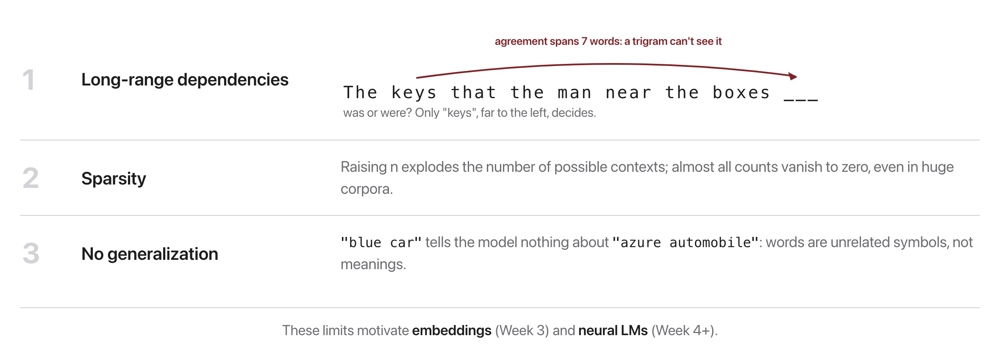 agreement spans 7 words: a trigram can't see it
1
Long-range dependencies
The keys that the man near the boxes ___
was or were? Only "keys", far to the left, decides.
2
Sparsity
Raising n explodes the number of possible contexts; almost all counts vanish to zero, even in huge
corpora.
3
No generalization
"blue car" tells the model nothing about "azure automobile": words are unrelated symbols, not
meanings.
These limits motivate embeddings (Week 3) and neural LMs (Week 4+).